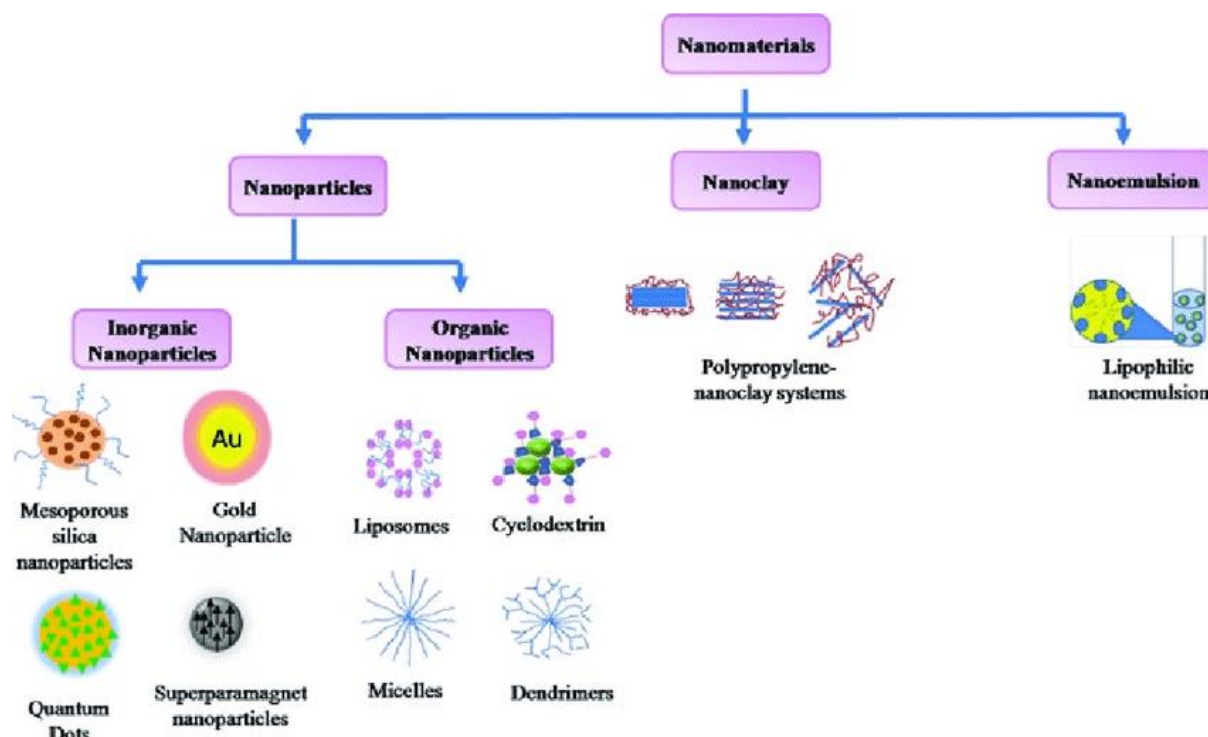 Nanomaterials
Nanoparticles
Nanoclay
Nanoemulsion
Inorganic
Nanoparticles
Organic
Nanoparticles
Polypropylene-
nanoclay systems
Lipophilic
nanoemulsion
Au
Mesoporous
silica
nanoparticles
Gold
Nanoparticle
Liposomes
Cyclodextrin
Quantum
Dots
Superparamagnet
nanoparticles
Micelles
Dendrimers